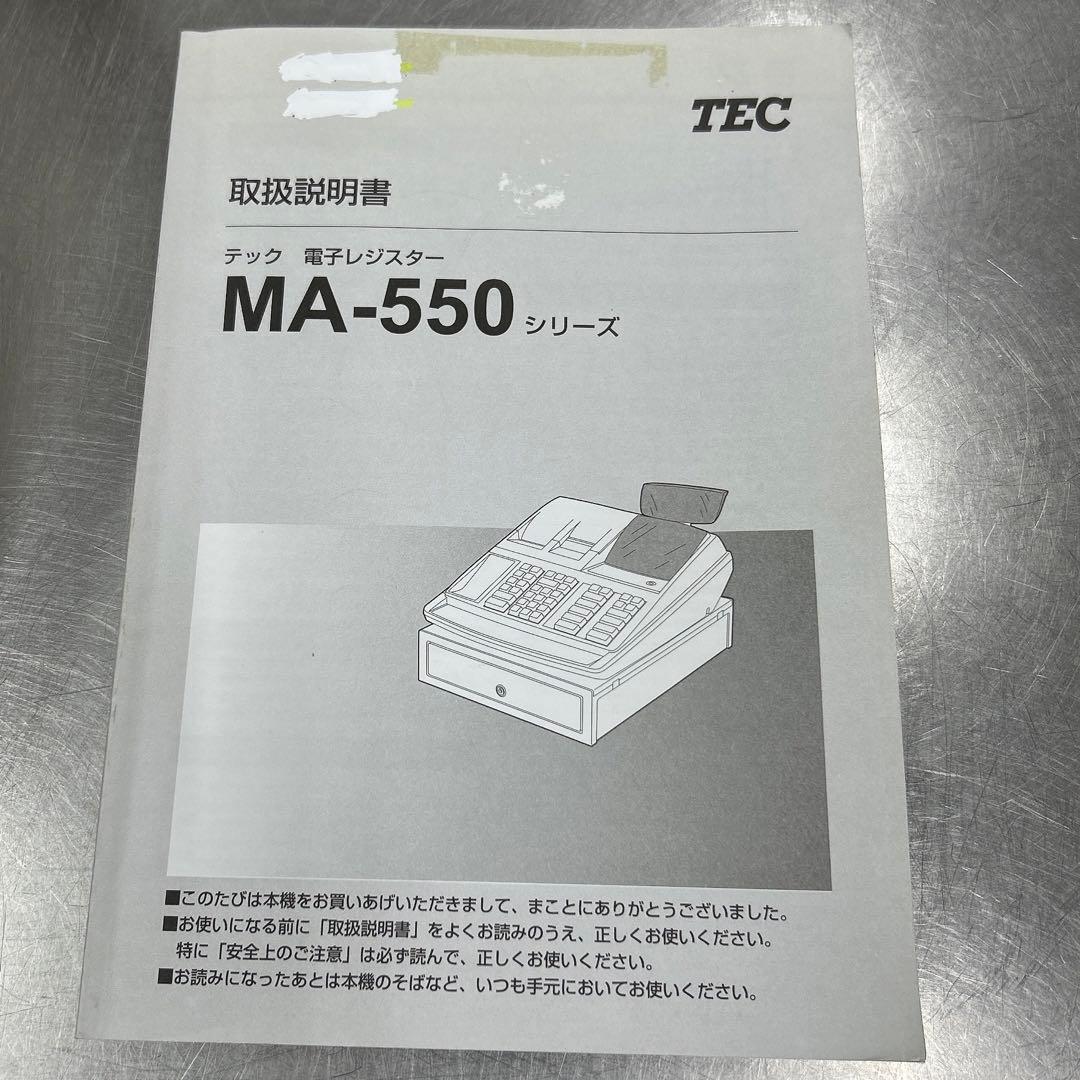 TEC
取扱説明書
テック 電子レジスター
MA-550 シリーズ
■このたびは本機をお買いあげいただきまして、まことにありがとうございました。
■お使いになる前に「取扱説明書」をよくお読みのうえ、正しくお使いください。
特に「安全上のご注意」は必ず読んで、正しくお使いください。
■お読みになったあとは本機のそばなど、いつも手元においてお使いください。